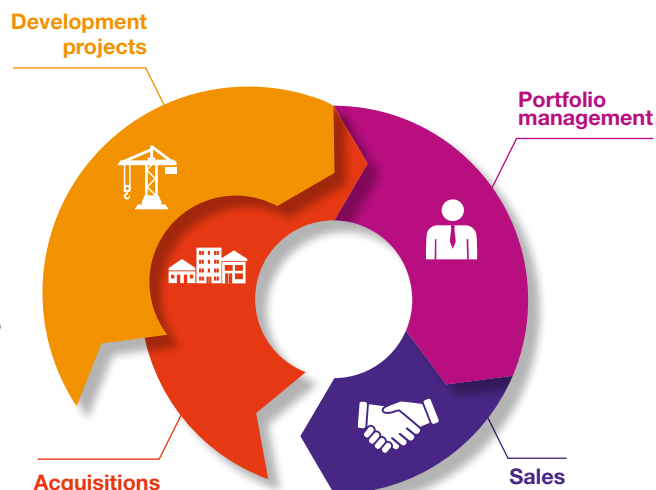 Development
projects
Portfolio
management
Acquisitions
Sales